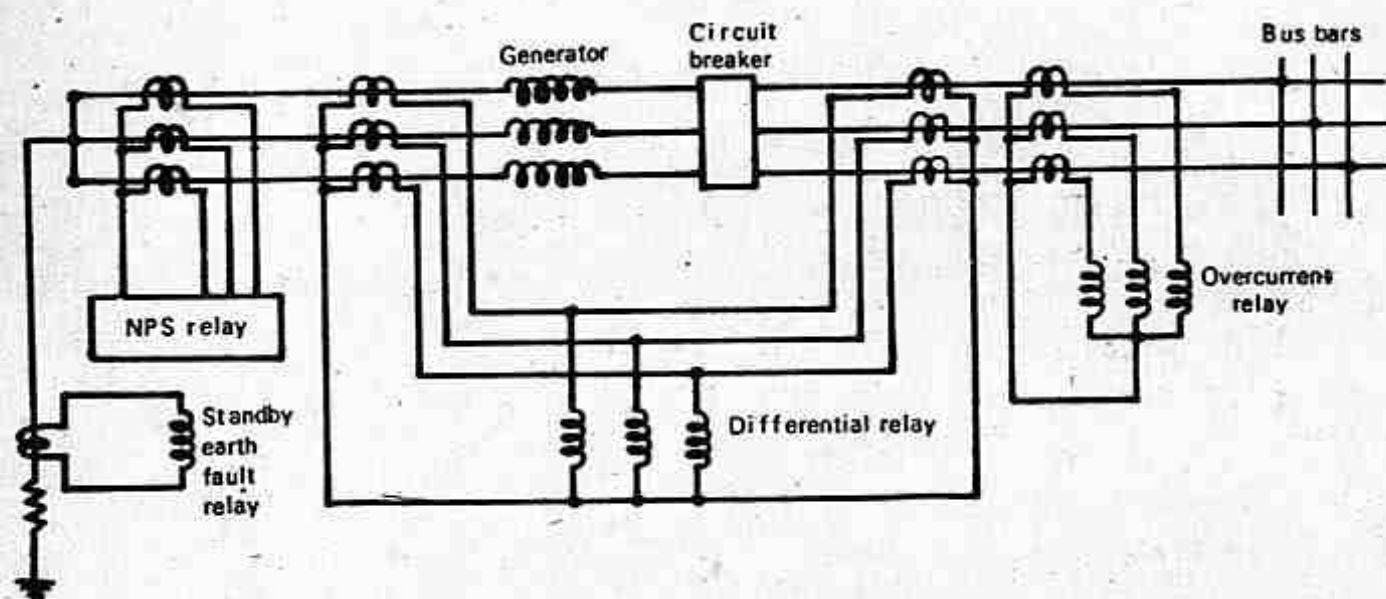 Generator
Circuit
breaker
Bus bars
NPS relay
Standby
earth
fault
relay
Differential relay
Overcurrent
relay